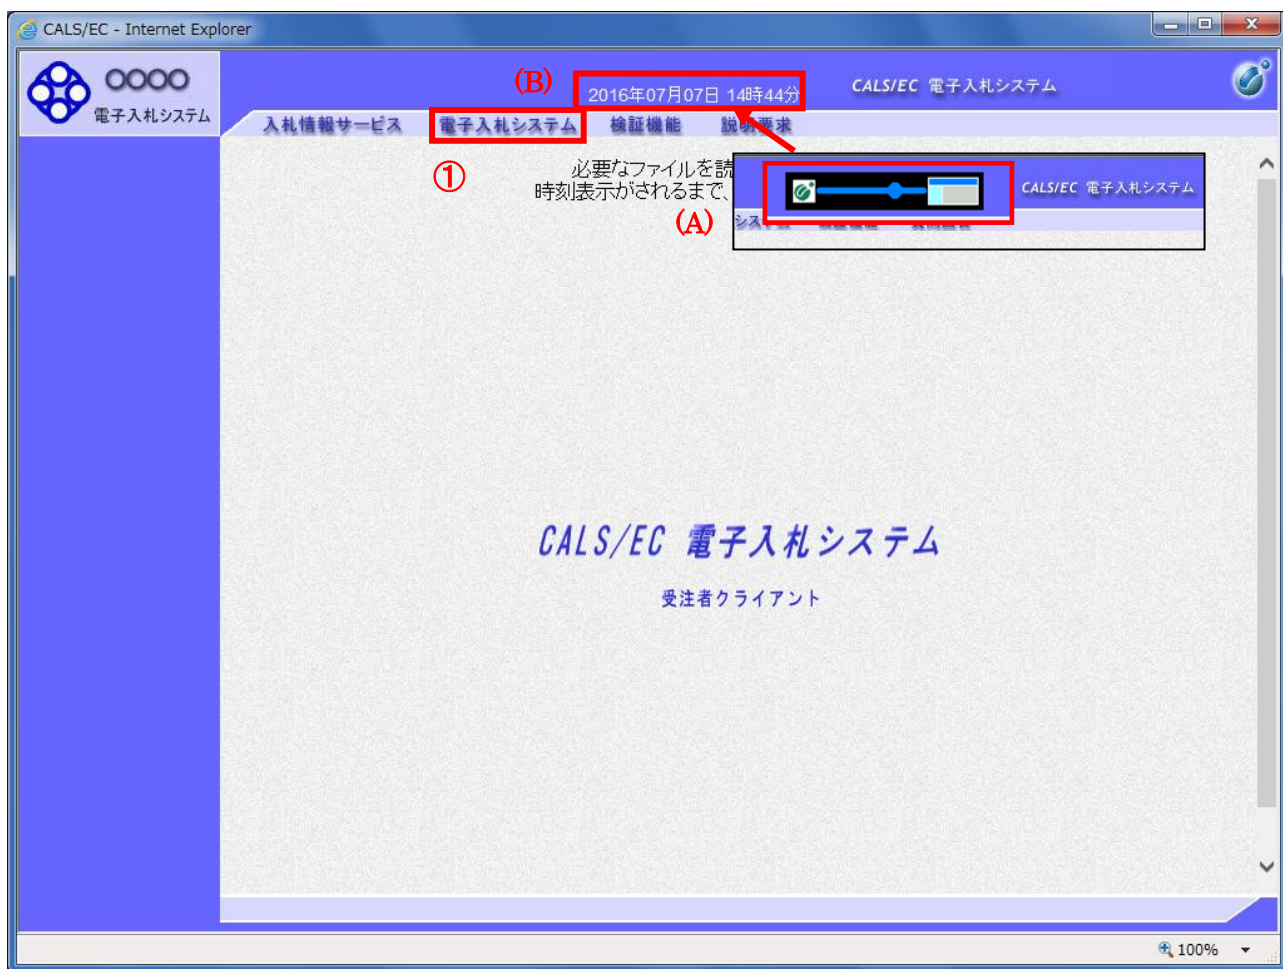 CALS/EC - Internet Explorer
○○○○
電子入札システム
(B)
2016年07月07日 14時44分
CALS/EC 電子入札システム
入札情報サービス 電子入札システム 検証機能 説明要求
①
必要なファイルを読
時刻表示がされるまで、
(A)
CALS/EC 電子入札システム
システム
CALS/EC 電子入札システム
受注者クライアント
100%